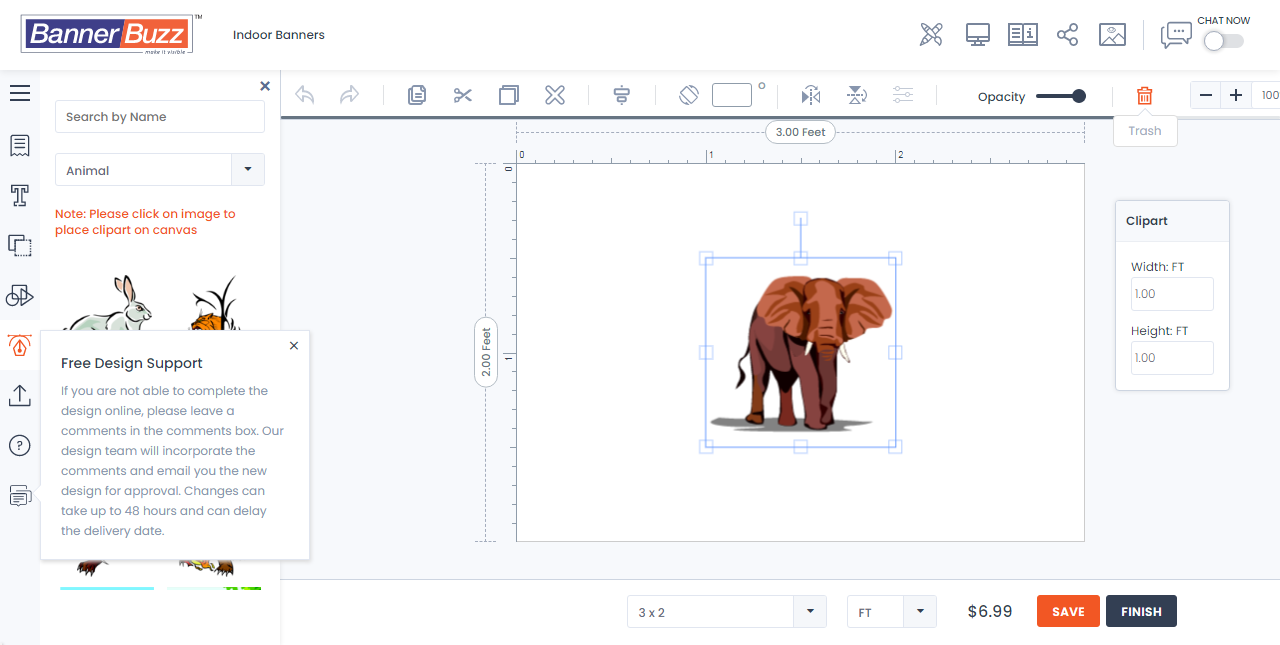 BannerBuzz
TM
make it visible
Indoor Banners
CHAT NOW
Search by Name
Animal
Note: Please click on image to
place clipart on canvas
Free Design Support
If you are not able to complete the
design online, please leave a
comments in the comments box. Our
design team will incorporate the
comments and email you the new
design for approval. Changes can
take up to 48 hours and can delay
the delivery date.
Opacity
100
Trash
3.00 Feet
0
1
2
0
1
2.00 Feet
Clipart
Width: FT
1.00
Height: FT
1.00
3 x 2
FT
$6.99
SAVE
FINISH